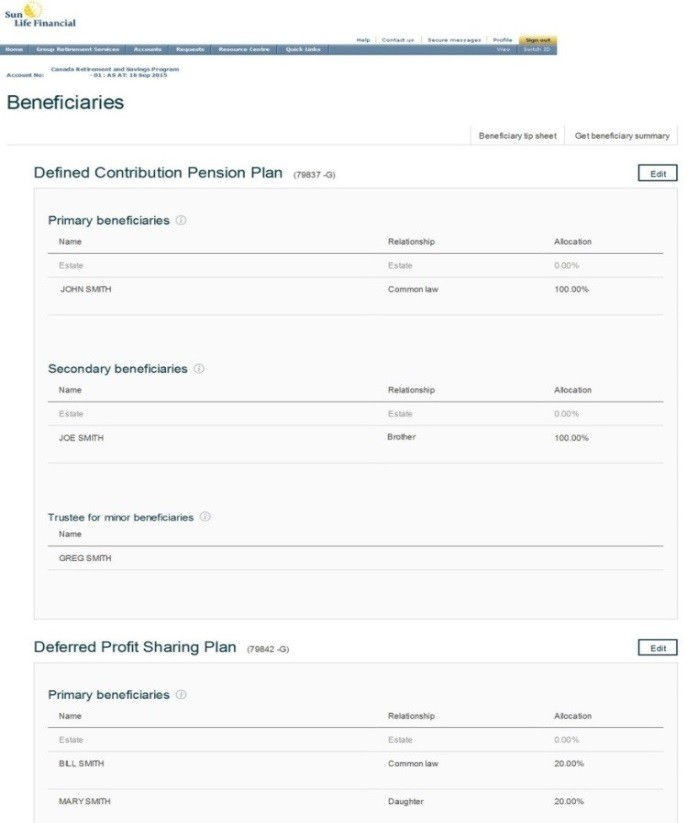 Sun
Life Financial
Help Contact us Secure messages Profile Sign out
Home Group Retirement Services Accounts Requests Resource Centre Quick Links View Switch ID
Canada Retirement and Savings Program
Account No: - 01 : AS AT: 16 Sep 2015
Beneficiaries
Beneficiary tip sheet Get beneficiary summary
Defined Contribution Pension Plan (79837 -G) Edit
Primary beneficiaries
Name Relationship Allocation
Estate Estate 0.00%
JOHN SMITH Common law 100.00%
Secondary beneficiaries
Name Relationship Allocation
Estate Estate 0.00%
JOE SMITH Brother 100.00%
Trustee for minor beneficiaries
Name
GREG SMITH
Deferred Profit Sharing Plan (79842 -G) Edit
Primary beneficiaries
Name Relationship Allocation
Estate Estate 0.00%
BILL SMITH Common law 20.00%
MARY SMITH Daughter 20.00%